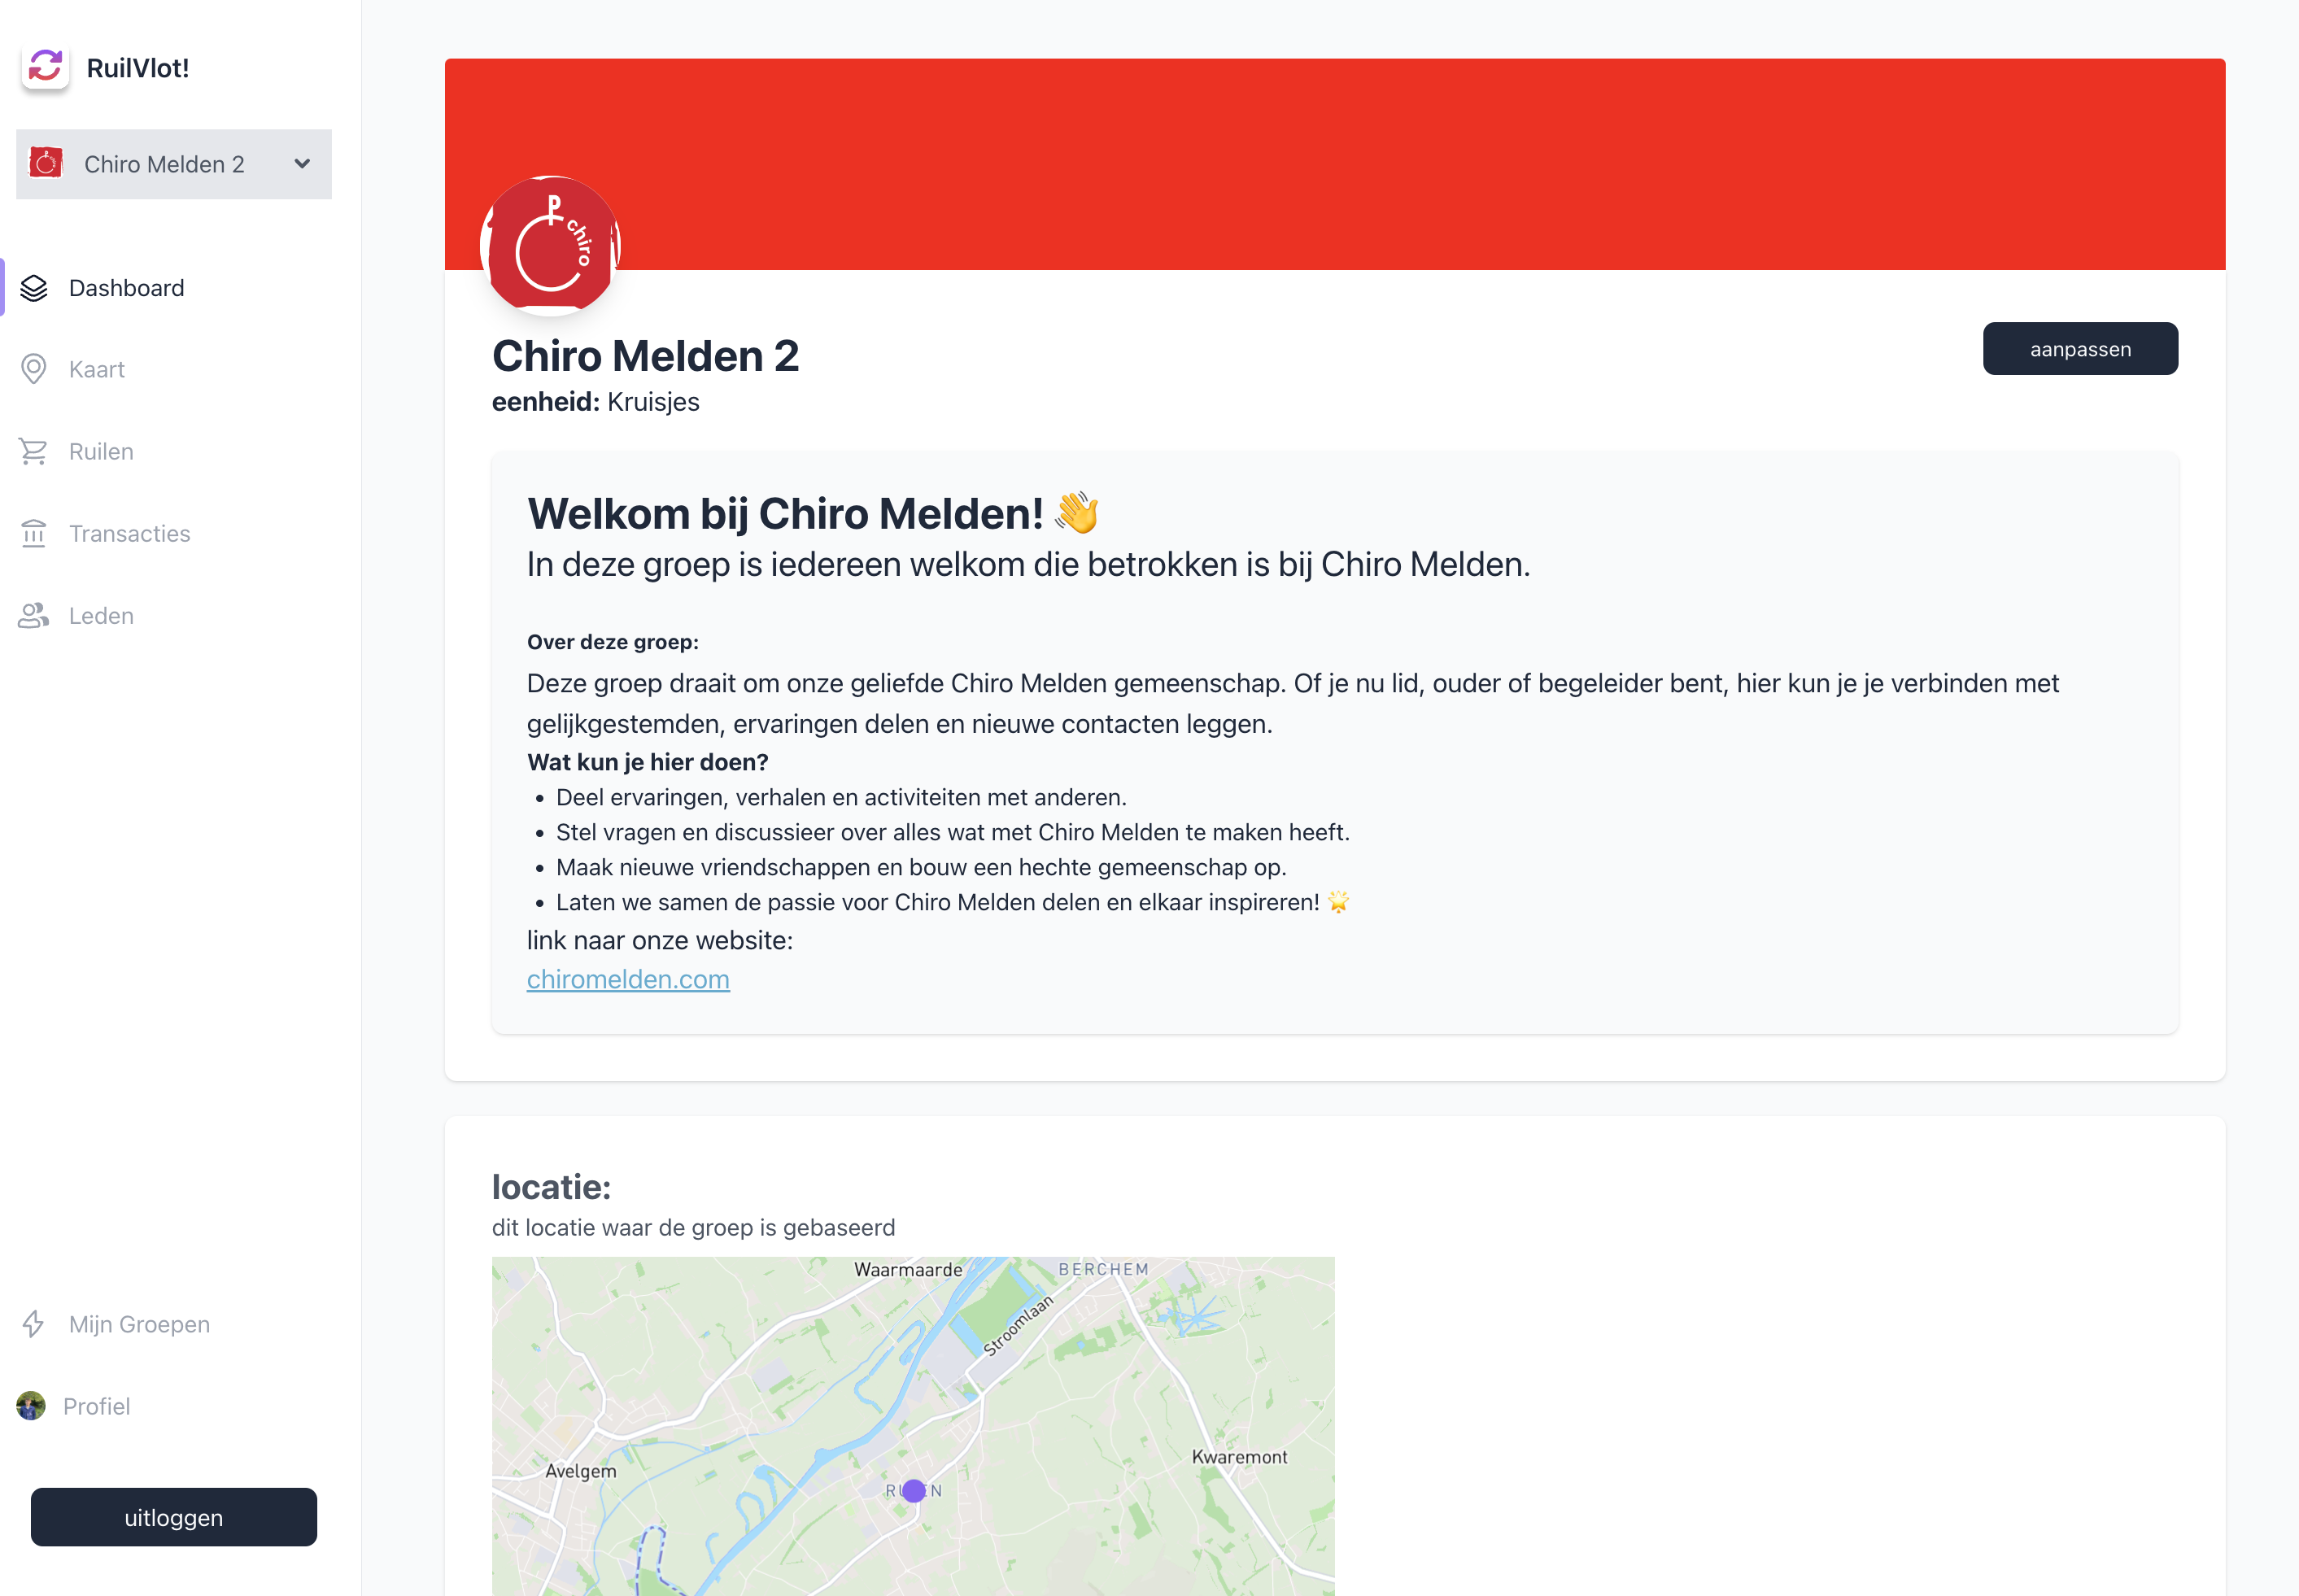 RuilVlot!
Chiro Melden 2
Dashboard
Kaart
Ruilen
Transacties
Leden
Mijn Groepen
Profiel
uitloggen
chiro
Chiro Melden 2
aanpassen
eenheid: Kruisjes
Welkom bij Chiro Melden! 👋
In deze groep is iedereen welkom die betrokken is bij Chiro Melden.
Over deze groep:
Deze groep draait om onze geliefde Chiro Melden gemeenschap. Of je nu lid, ouder of begeleider bent, hier kun je je verbinden met
gelijkgestemden, ervaringen delen en nieuwe contacten leggen.
Wat kun je hier doen?
• Deel ervaringen, verhalen en activiteiten met anderen.
• Stel vragen en discussieer over alles wat met Chiro Melden te maken heeft.
• Maak nieuwe vriendschappen en bouw een hechte gemeenschap op.
• Laten we samen de passie voor Chiro Melden delen en elkaar inspireren! 🌟
link naar onze website:
chiromelden.com
locatie:
dit locatie waar de groep is gebaseerd
Waarmaarde
BERCHEM
Stroomlaan
Kwaremont
Avelgem